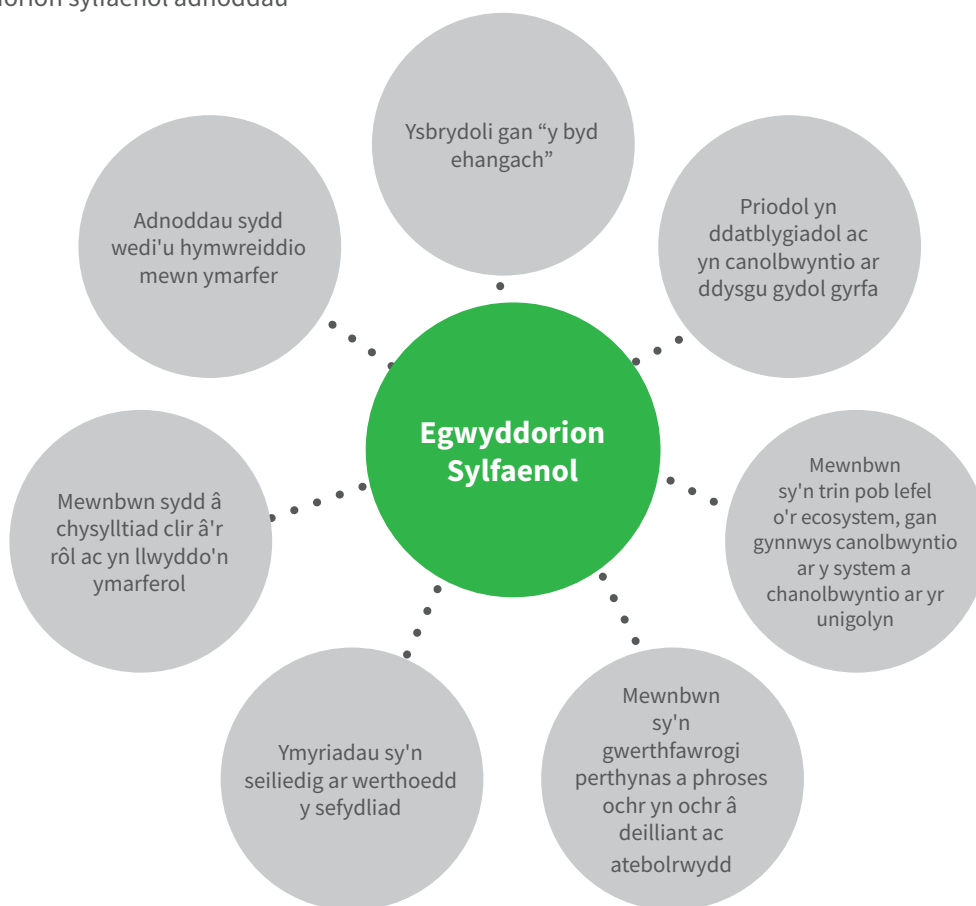 sylfaenol adnoddau
Ysbrydoli gan “y byd
ehangach”
Priodol yn
ddatblygiadol ac
yn canolbwyntio ar
ddysgu gydol gyrfa
Mewnbwn
sy'n trin pob lefel
o'r ecosystem, gan
gynnwys canolbwyntio
ar y system a
chanolbwyntio ar yr
unigolyn
Mewnbwn
sy'n
gwerthfawrogi
perthynas a phroses
ochr yn ochr â
deilliant ac
atebolrwydd
Ymyriadau sy'n
seiliedig ar werthoedd
y sefydliad
Mewnbwn sydd â
chysylltiad clir â'r
rôl ac yn llwyddo'n
ymarferol
Adnoddau sydd
wedi'u hymwreiddio
mewn ymarfer
Egwyddorion
Sylfaenol